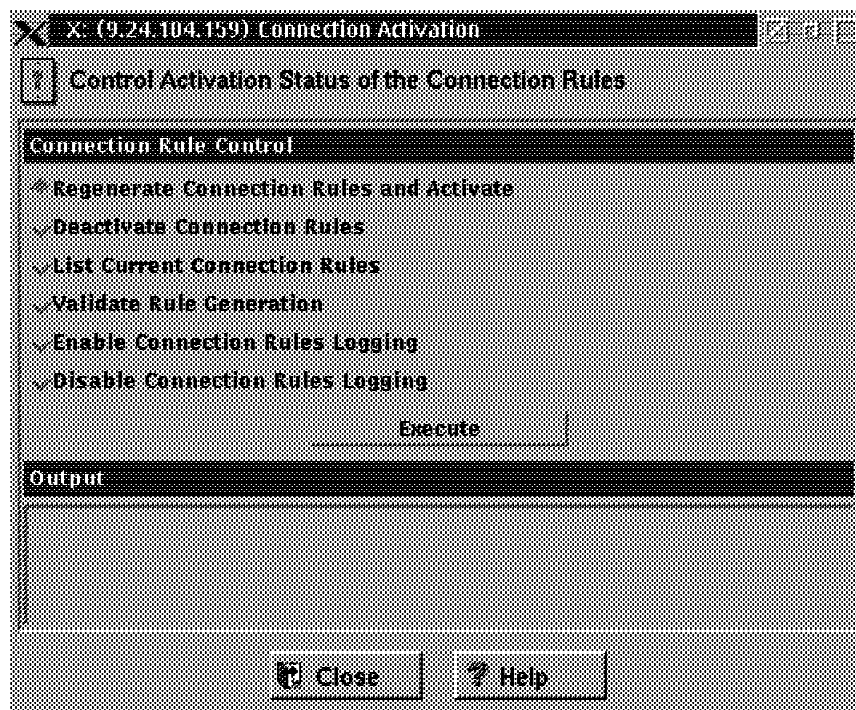 X: (9.24.104.159) Connection Activation
?
Control Activation Status of the Connection Rules
Connection Rule Control
Regenerate Connection Rules and Activate
Deactivate Connection Rules
List Current Connection Rules
Validate Rule Generation
Enable Connection Rules Logging
Disable Connection Rules Logging
Execute
Output
Close
? Help